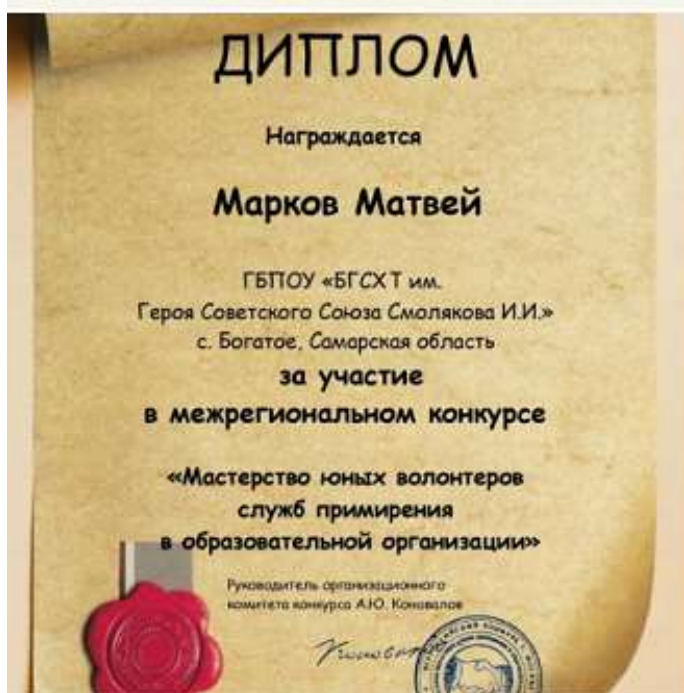 ДИПЛОМ
Награждается
Марков Матвей
ГБПОУ «БГСХТ им.
Героя Советского Союза Смолякова И.И.»
с. Богатое, Самарская область
за участие
в межрегиональном конкурсе
«Мастерство юных волонтеров
служб примирения
в образовательной организации»
Руководитель организационного
комитета конкурса А.Ю. Коновалов